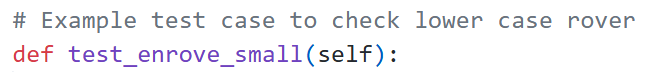 # Example test case to check lower case rover
def test_enrove_small(self):